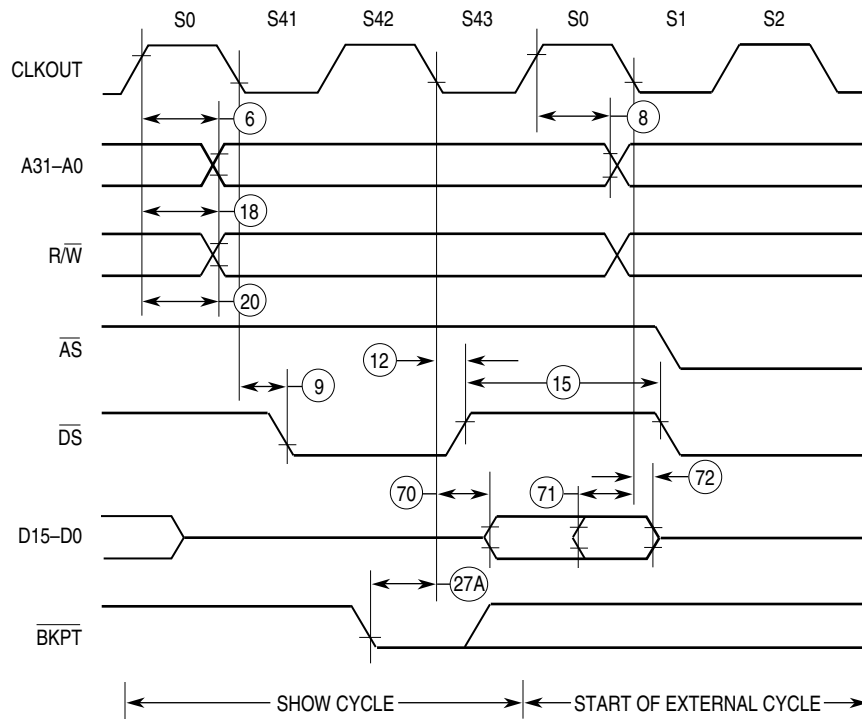 S0 S41 S42 S43 S0 S1 S2
CLKOUT
6 8
A31–A0
18
R/W
20
AS
12 15
9
DS
70 71 72
D15–D0
27A
BKPT
SHOW CYCLE START OF EXTERNAL CYCLE